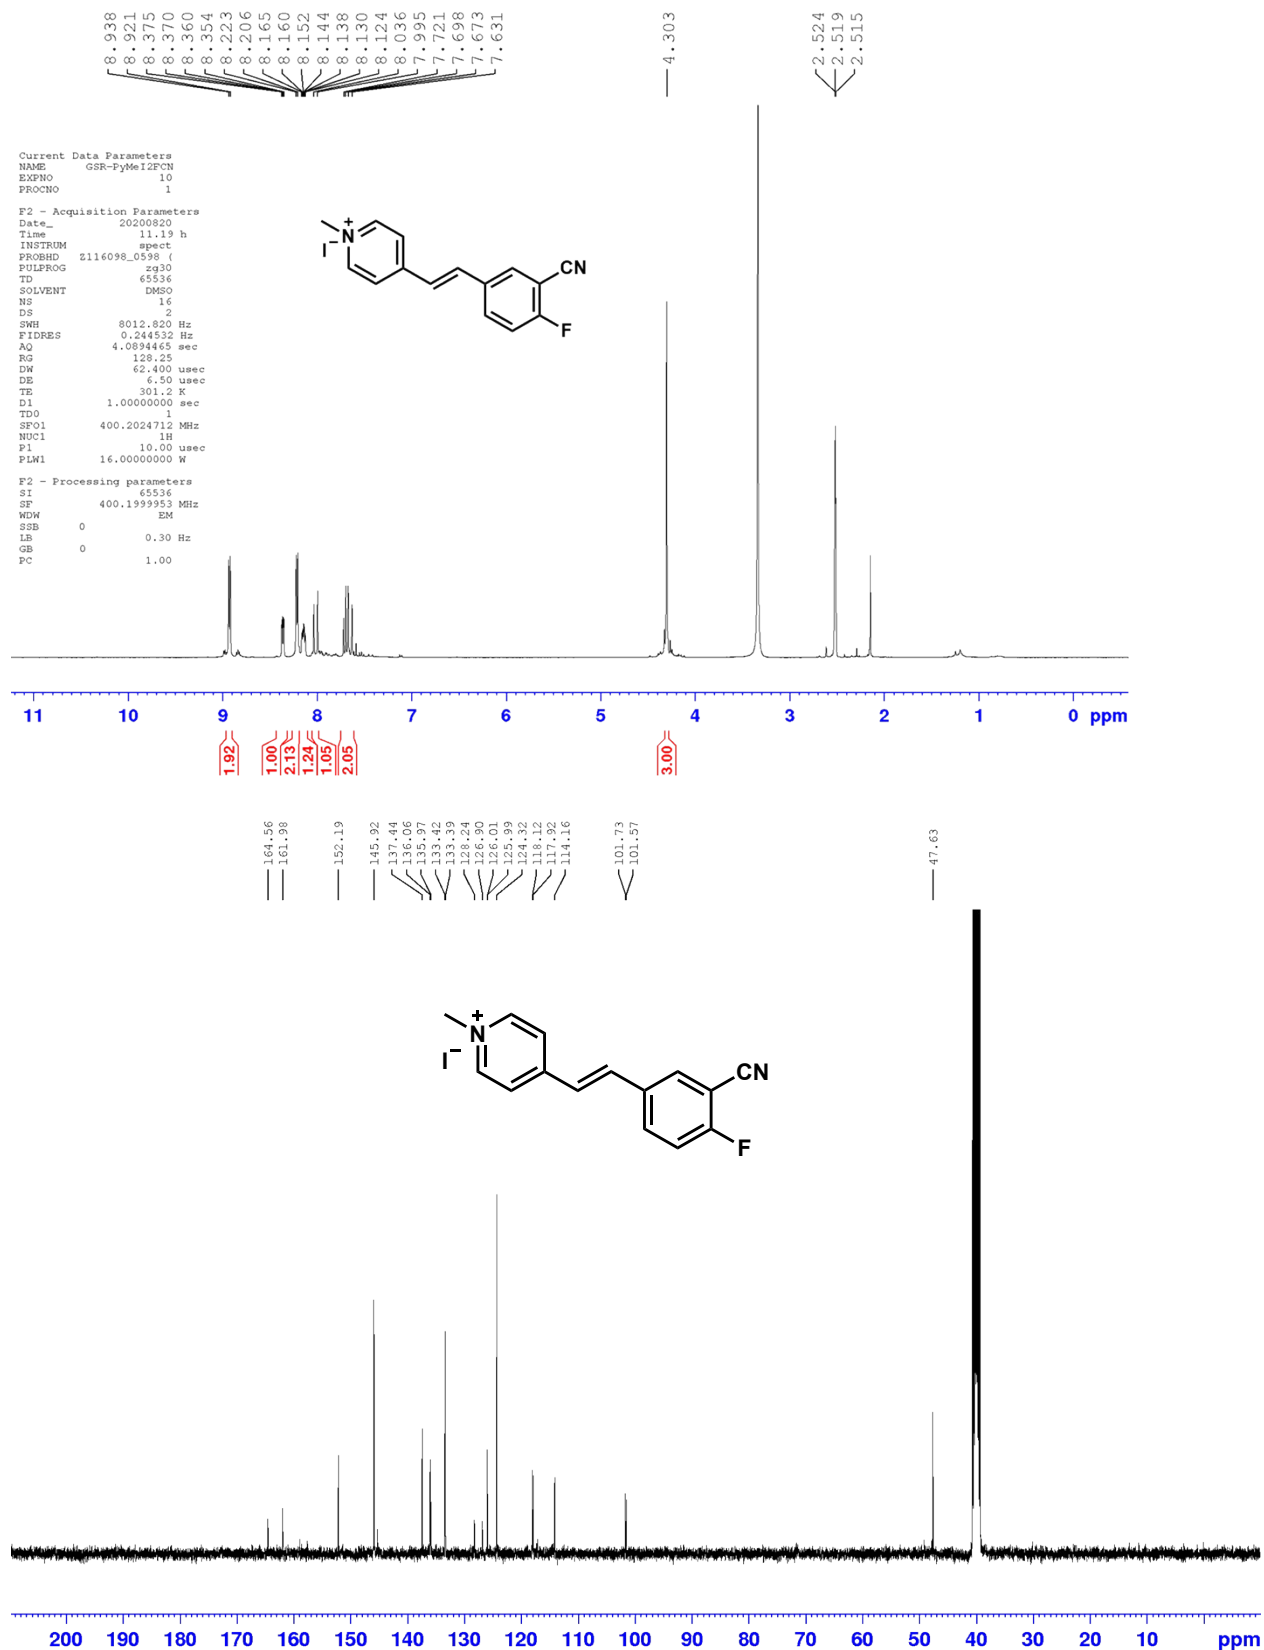 8.938
8.921
8.375
8.370
8.360
8.354
8.223
8.206
8.165
8.160
8.152
8.144
8.138
8.130
8.124
8.036
7.995
7.721
7.698
7.673
7.631
4.303
2.524
2.519
2.515
Current Data Parameters
NAME GSR-PyMeI2FCN
EXPNO 10
PROCNO 1
F2 - Acquisition Parameters
Date_ 20200820
Time 11.19 h
INSTRUM spect
PROBHD Z116098_0598 (
PULPROG zg30
TD 65536
SOLVENT DMSO
NS 16
DS 2
SWH 8012.820 Hz
FIDRES 0.244532 Hz
AQ 4.0894465 sec
RG 128.25
DW 62.400 usec
DE 6.50 usec
TE 301.2 K
D1 1.00000000 sec
TD0 1
SFO1 400.2024712 MHz
NUC1 1H
P1 10.00 usec
PLW1 16.00000000 W
F2 - Processing parameters
SI 65536
SF 400.1999953 MHz
WDW EM
SSB 0
LB 0.30 Hz
GB 0
PC 1.00
N+
I−
CN
F
11 10 9 8 7 6 5 4 3 2 1 0 ppm
1.92
1.00
2.13
1.24
1.05
2.05
3.00
164.56
161.98
152.19
145.92
137.44
136.06
135.97
133.42
133.39
128.24
126.90
126.01
125.99
124.32
118.12
117.92
114.16
101.73
101.57
47.63
N+
I−
CN
F
200 190 180 170 160 150 140 130 120 110 100 90 80 70 60 50 40 30 20 10 ppm